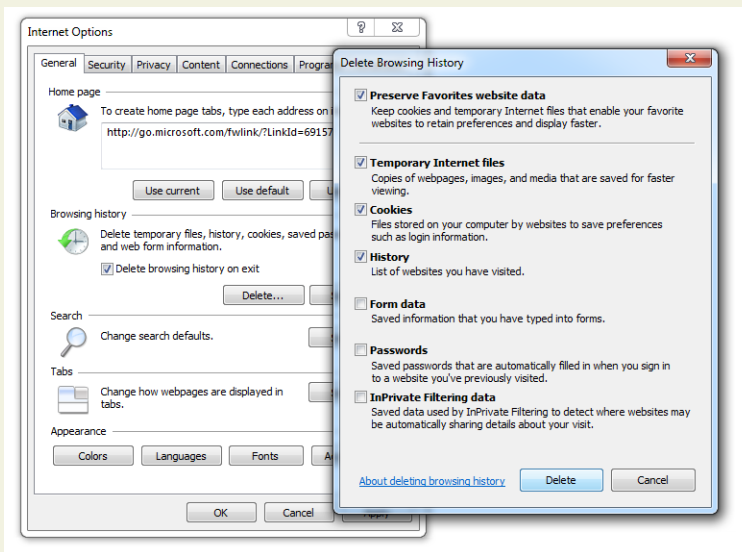 Internet Options
General Security Privacy Content Connections
Home page
To create home page tabs, type each address on
http://go.microsoft.com/fwlink/?LinkId=69157
Use current Use default
Browsing history
Delete temporary files, history, cookies, saved
and web form information.
Delete browsing history on exit
Delete...
Search
Change search defaults.
Tabs
Change how webpages are displayed in
tabs.
Appearance
Colors Languages Fonts
OK Cancel Apply
Delete Browsing History
Preserve Favorites website data
Keep cookies and temporary Internet files that enable your favorite
websites to retain preferences and display faster.
Temporary Internet files
Copies of webpages, images, and media that are saved for faster
viewing.
Cookies
Files stored on your computer by websites to save preferences
such as login information.
History
List of websites you have visited.
Form data
Saved information that you have typed into forms.
Passwords
Saved passwords that are automatically filled in when you sign in
to a website you've previously visited.
InPrivate Filtering data
Saved data used by InPrivate Filtering to detect where websites may
be automatically sharing details about your visit.
About deleting browsing history Delete Cancel